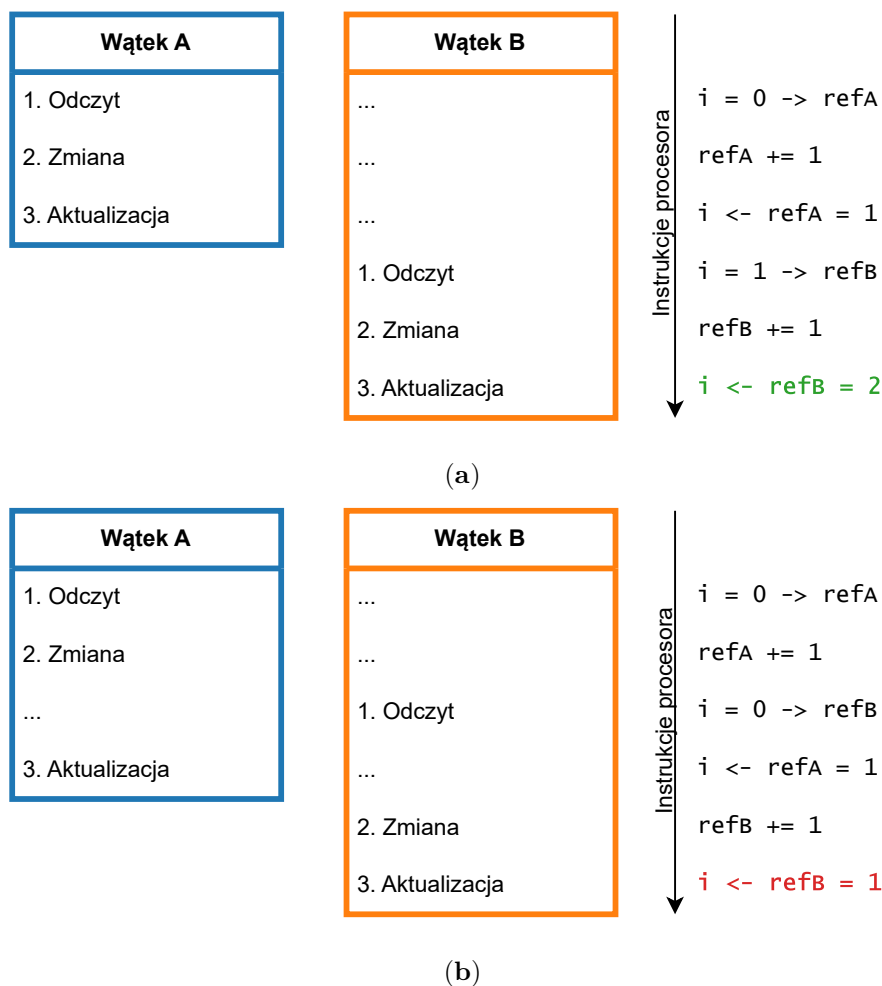 Wątek A
Wątek B
1. Odczyt
...
i = 0 -> refA
2. Zmiana
...
refA += 1
3. Aktualizacja
...
i <- refA = 1
1. Odczyt
i = 1 -> refB
2. Zmiana
refB += 1
3. Aktualizacja
i <- refB = 2
Instrukcje procesora
(a)
Wątek A
Wątek B
1. Odczyt
...
i = 0 -> refA
2. Zmiana
...
refA += 1
...
1. Odczyt
i = 0 -> refB
3. Aktualizacja
...
i <- refA = 1
2. Zmiana
refB += 1
3. Aktualizacja
i <- refB = 1
Instrukcje procesora
(b)